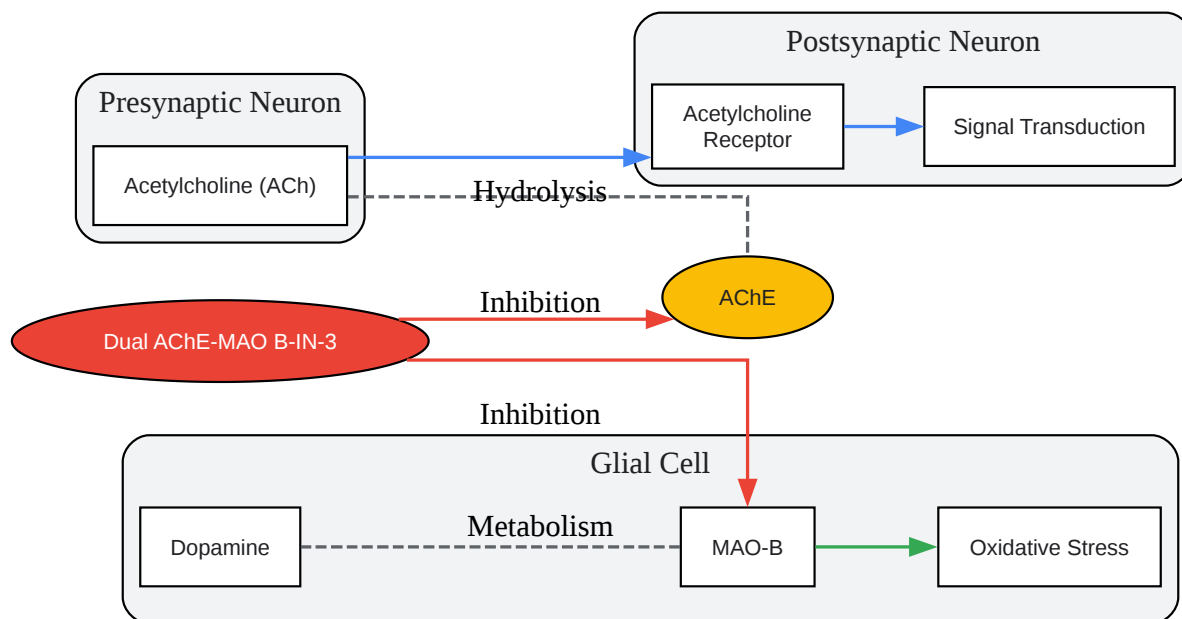 Postsynaptic Neuron
Presynaptic Neuron
Acetylcholine
Receptor
Signal Transduction
Acetylcholine (ACh)
Hydrolysis
AChE
Inhibition
Dual AChE-MAO B-IN-3
Inhibition
Glial Cell
Metabolism
Dopamine
MAO-B
Oxidative Stress